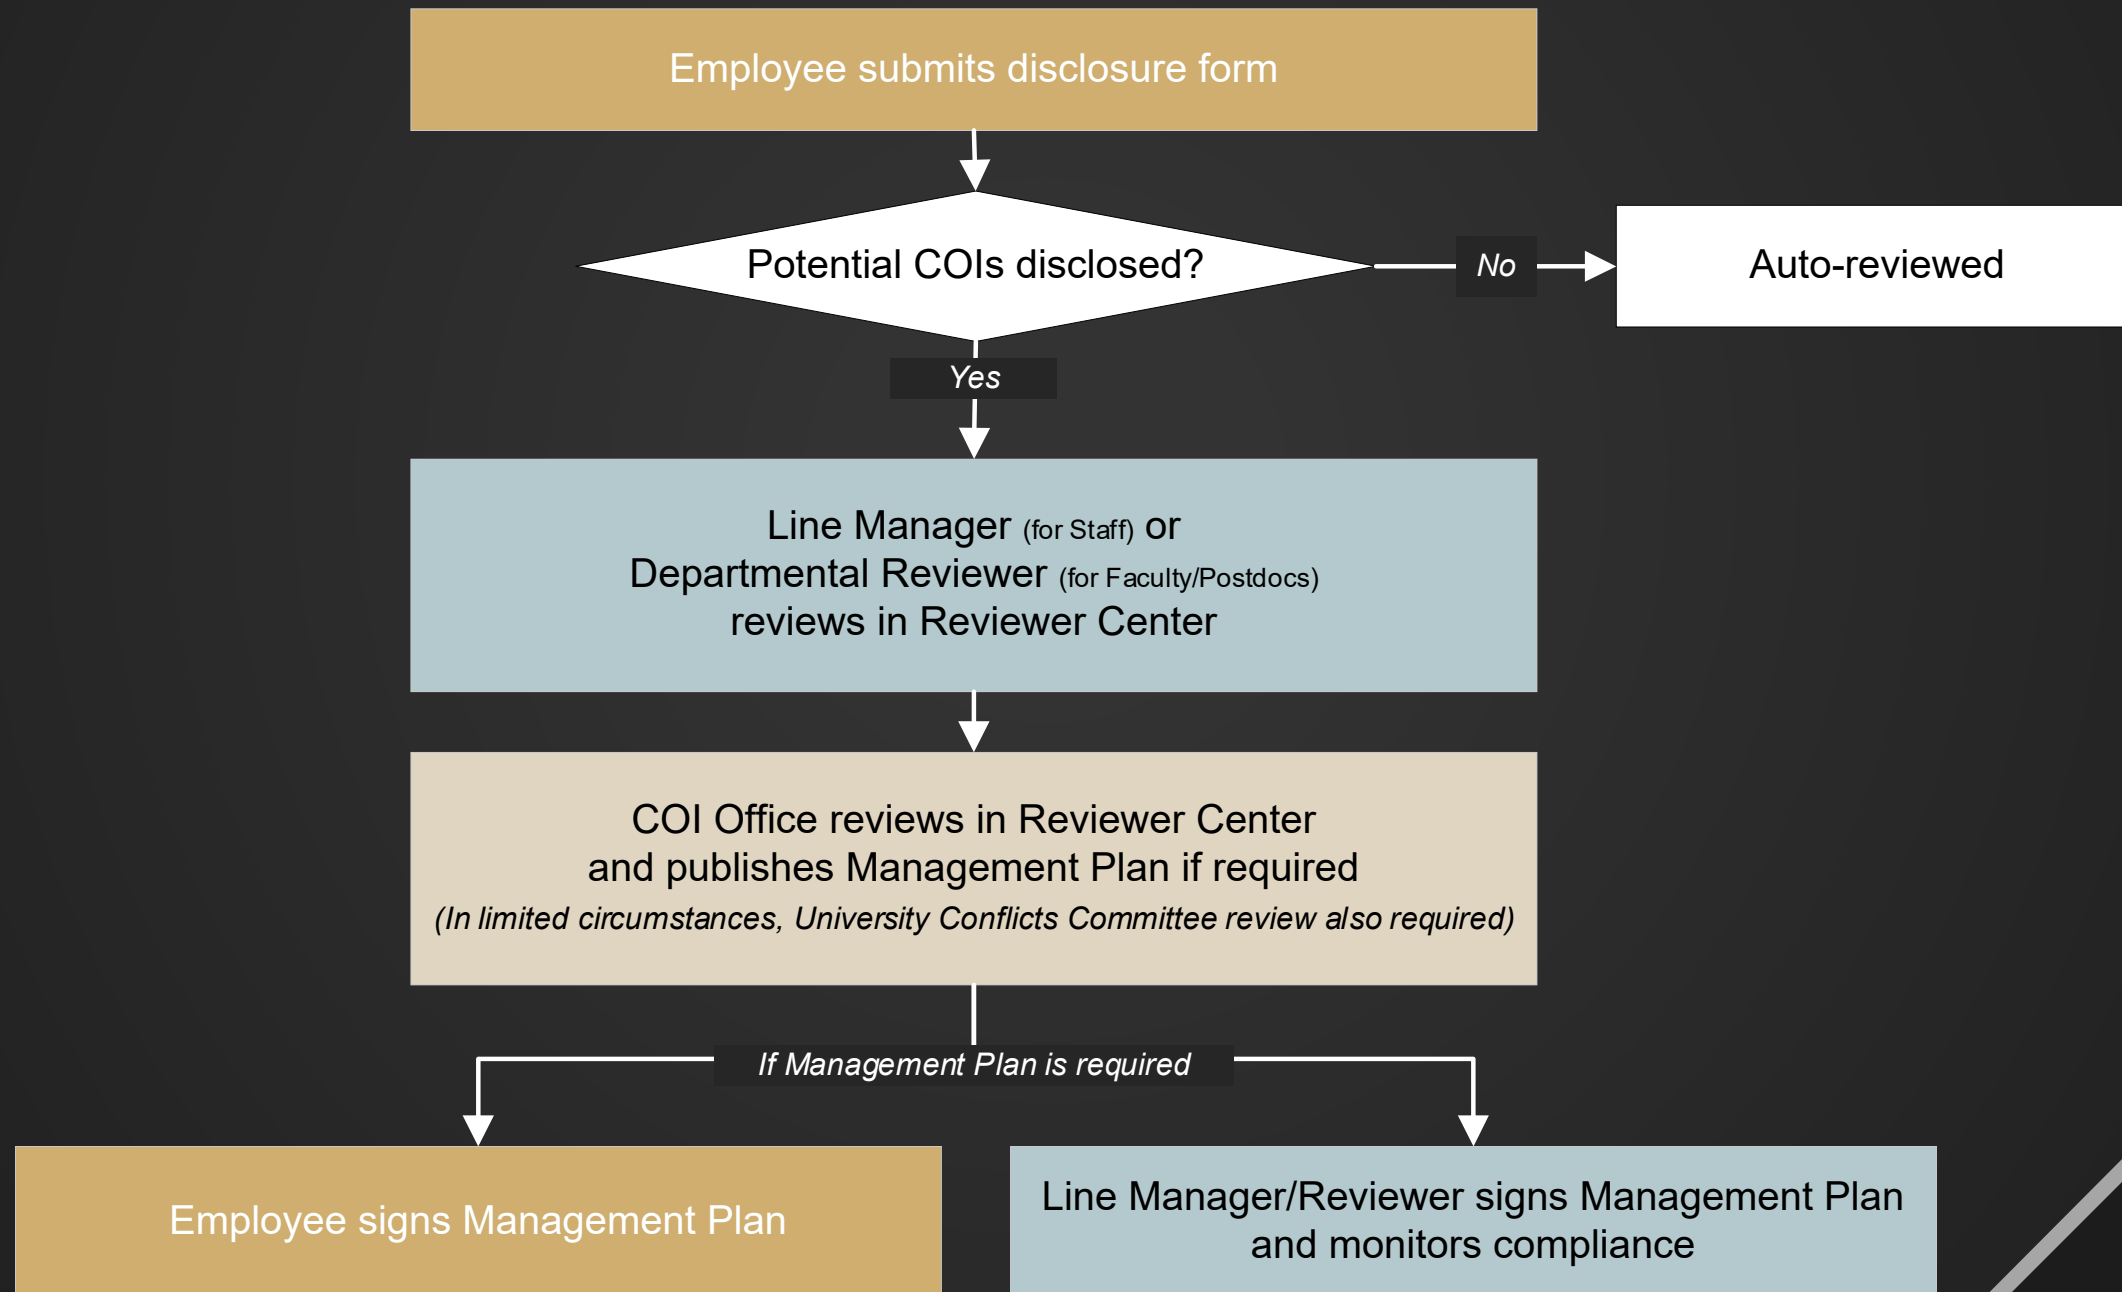 Employee submits disclosure form
Potential COIs disclosed?
No
Auto-reviewed
Yes
Line Manager (for Staff) or
Departmental Reviewer (for Faculty/Postdocs)
reviews in Reviewer Center
COI Office reviews in Reviewer Center
and publishes Management Plan if required
(In limited circumstances, University Conflicts Committee review also required)
If Management Plan is required
Employee signs Management Plan
Line Manager/Reviewer signs Management Plan
and monitors compliance